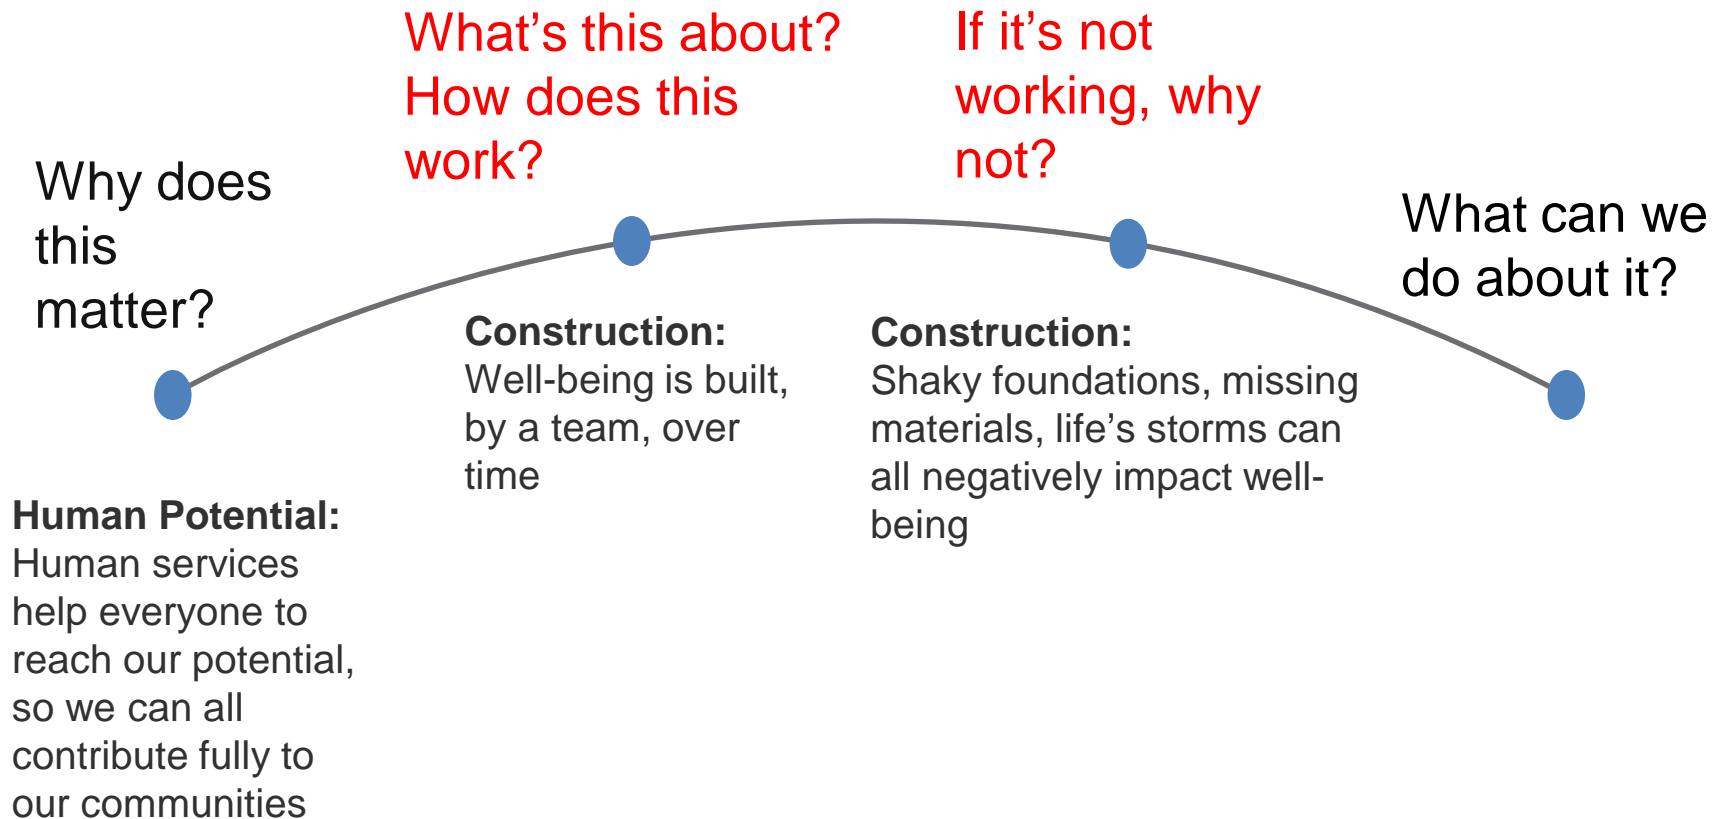 Why does
this
matter?
Human Potential:
Human services
help everyone to
reach our potential,
so we can all
contribute fully to
our communities
What’s this about?
How does this
work?
Construction:
Well-being is built,
by a team, over
time
If it’s not
working, why
not?
Construction:
Shaky foundations, missing
materials, life’s storms can
all negatively impact well-
being
What can we
do about it?